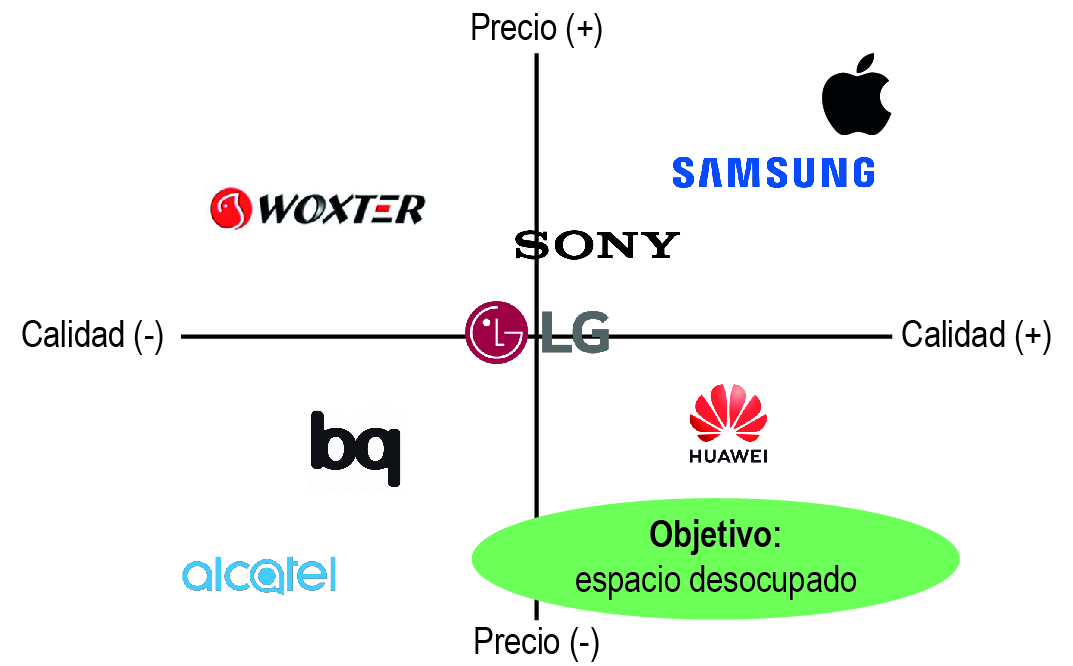 Precio (+)
SAMSUNG
WOXTER
SONY
Calidad (-)
LG
Calidad (+)
bq
HUAWEI
Objetivo:
espacio desocupado
alcatel
Precio (-)